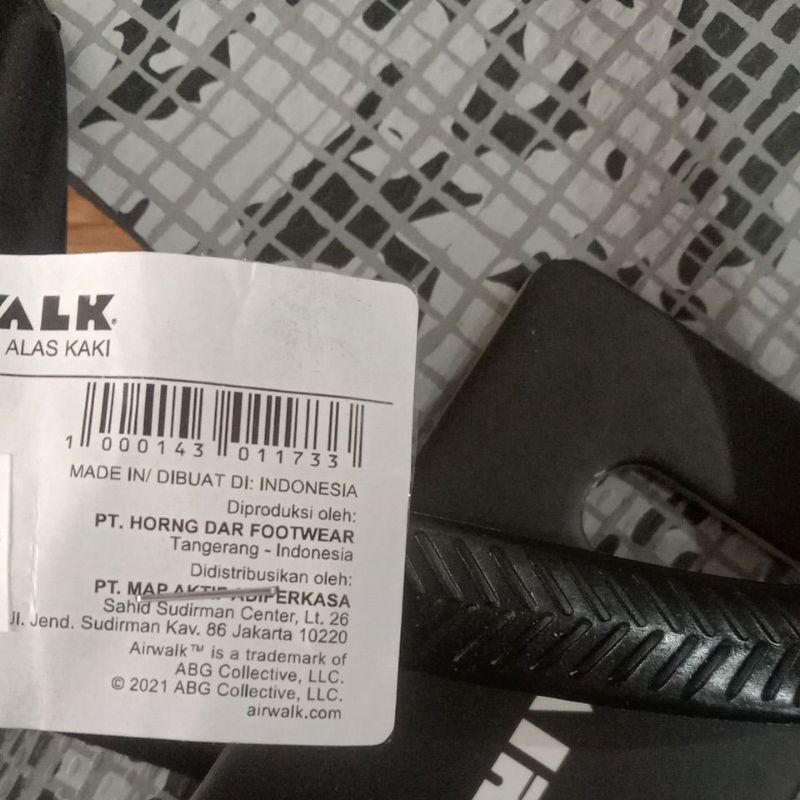 WALK®
ALAS KAKI
1 000143 011733
MADE IN/ DIBUAT DI: INDONESIA
Diproduksi oleh:
PT. HORNG DAR FOOTWEAR
Tangerang - Indonesia
Didistribusikan oleh:
PT. MAP AKTIF ADIPERKASA
Sahid Sudirman Center, Lt. 26
Jl. Jend. Sudirman Kav. 86 Jakarta 10220
Airwalk™ is a trademark of
ABG Collective, LLC.
© 2021 ABG Collective, LLC.
airwalk.com